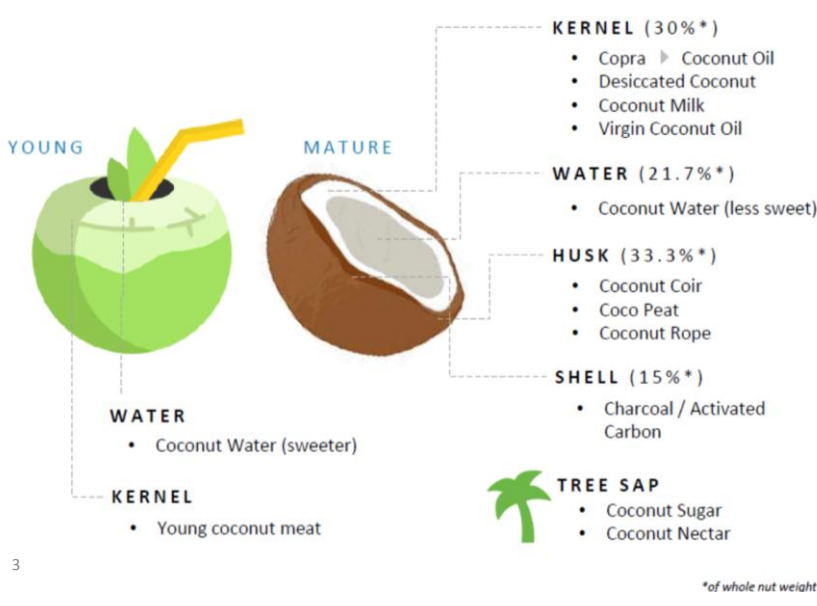 YOUNG
WATER
• Coconut Water (sweeter)
KERNEL
• Young coconut meat
MATURE
KERNEL (30%*)
• Copra ▶ Coconut Oil
• Desiccated Coconut
• Coconut Milk
• Virgin Coconut Oil
WATER (21.7%*)
• Coconut Water (less sweet)
HUSK (33.3%*)
• Coconut Coir
• Coco Peat
• Coconut Rope
SHELL (15%*)
• Charcoal / Activated
Carbon
TREE SAP
• Coconut Sugar
• Coconut Nectar
3
*of whole nut weight